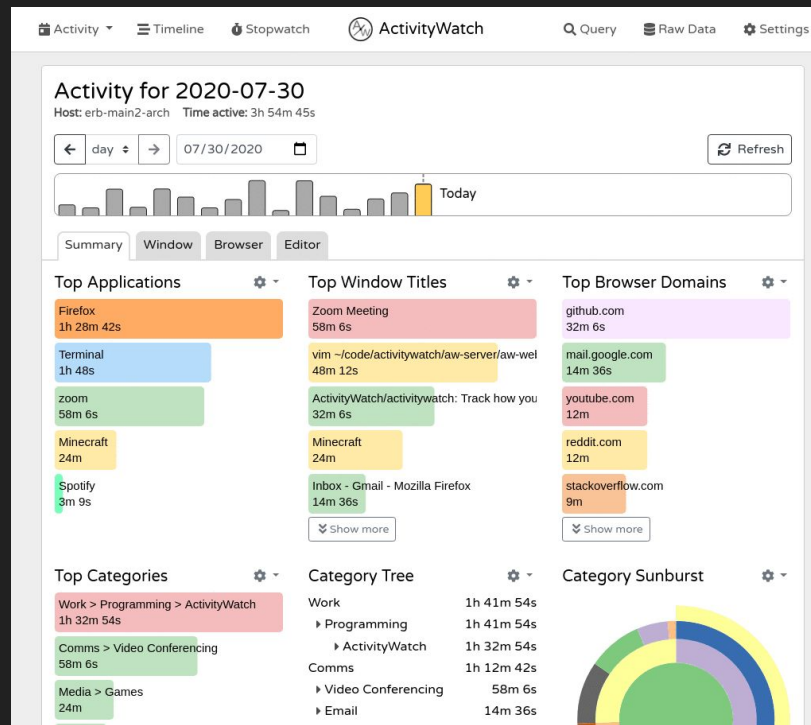 Activity
Timeline
Stopwatch
ActivityWatch
Query
Raw Data
Settings
Activity for 2020-07-30
Host: erb-main2-arch Time active: 3h 54m 45s
day
07/30/2020
Refresh
Today
Summary
Window
Browser
Editor
Top Applications
Firefox
1h 28m 42s
Terminal
1h 48s
zoom
58m 6s
Minecraft
24m
Spotify
3m 9s
Top Window Titles
Zoom Meeting
58m 6s
vim ~/code/activitywatch/aw-server/aw-wel
48m 12s
ActivityWatch/activitywatch: Track how you
32m 6s
Minecraft
24m
Inbox - Gmail - Mozilla Firefox
14m 36s
Show more
Top Browser Domains
github.com
32m 6s
mail.google.com
14m 36s
youtube.com
12m
reddit.com
12m
stackoverflow.com
9m
Show more
Top Categories
Work > Programming > ActivityWatch
1h 32m 54s
Comms > Video Conferencing
58m 6s
Media > Games
24m
Category Tree
Work 1h 41m 54s
Programming 1h 41m 54s
ActivityWatch 1h 32m 54s
Comms 1h 12m 42s
Video Conferencing 58m 6s
Email 14m 36s
Category Sunburst